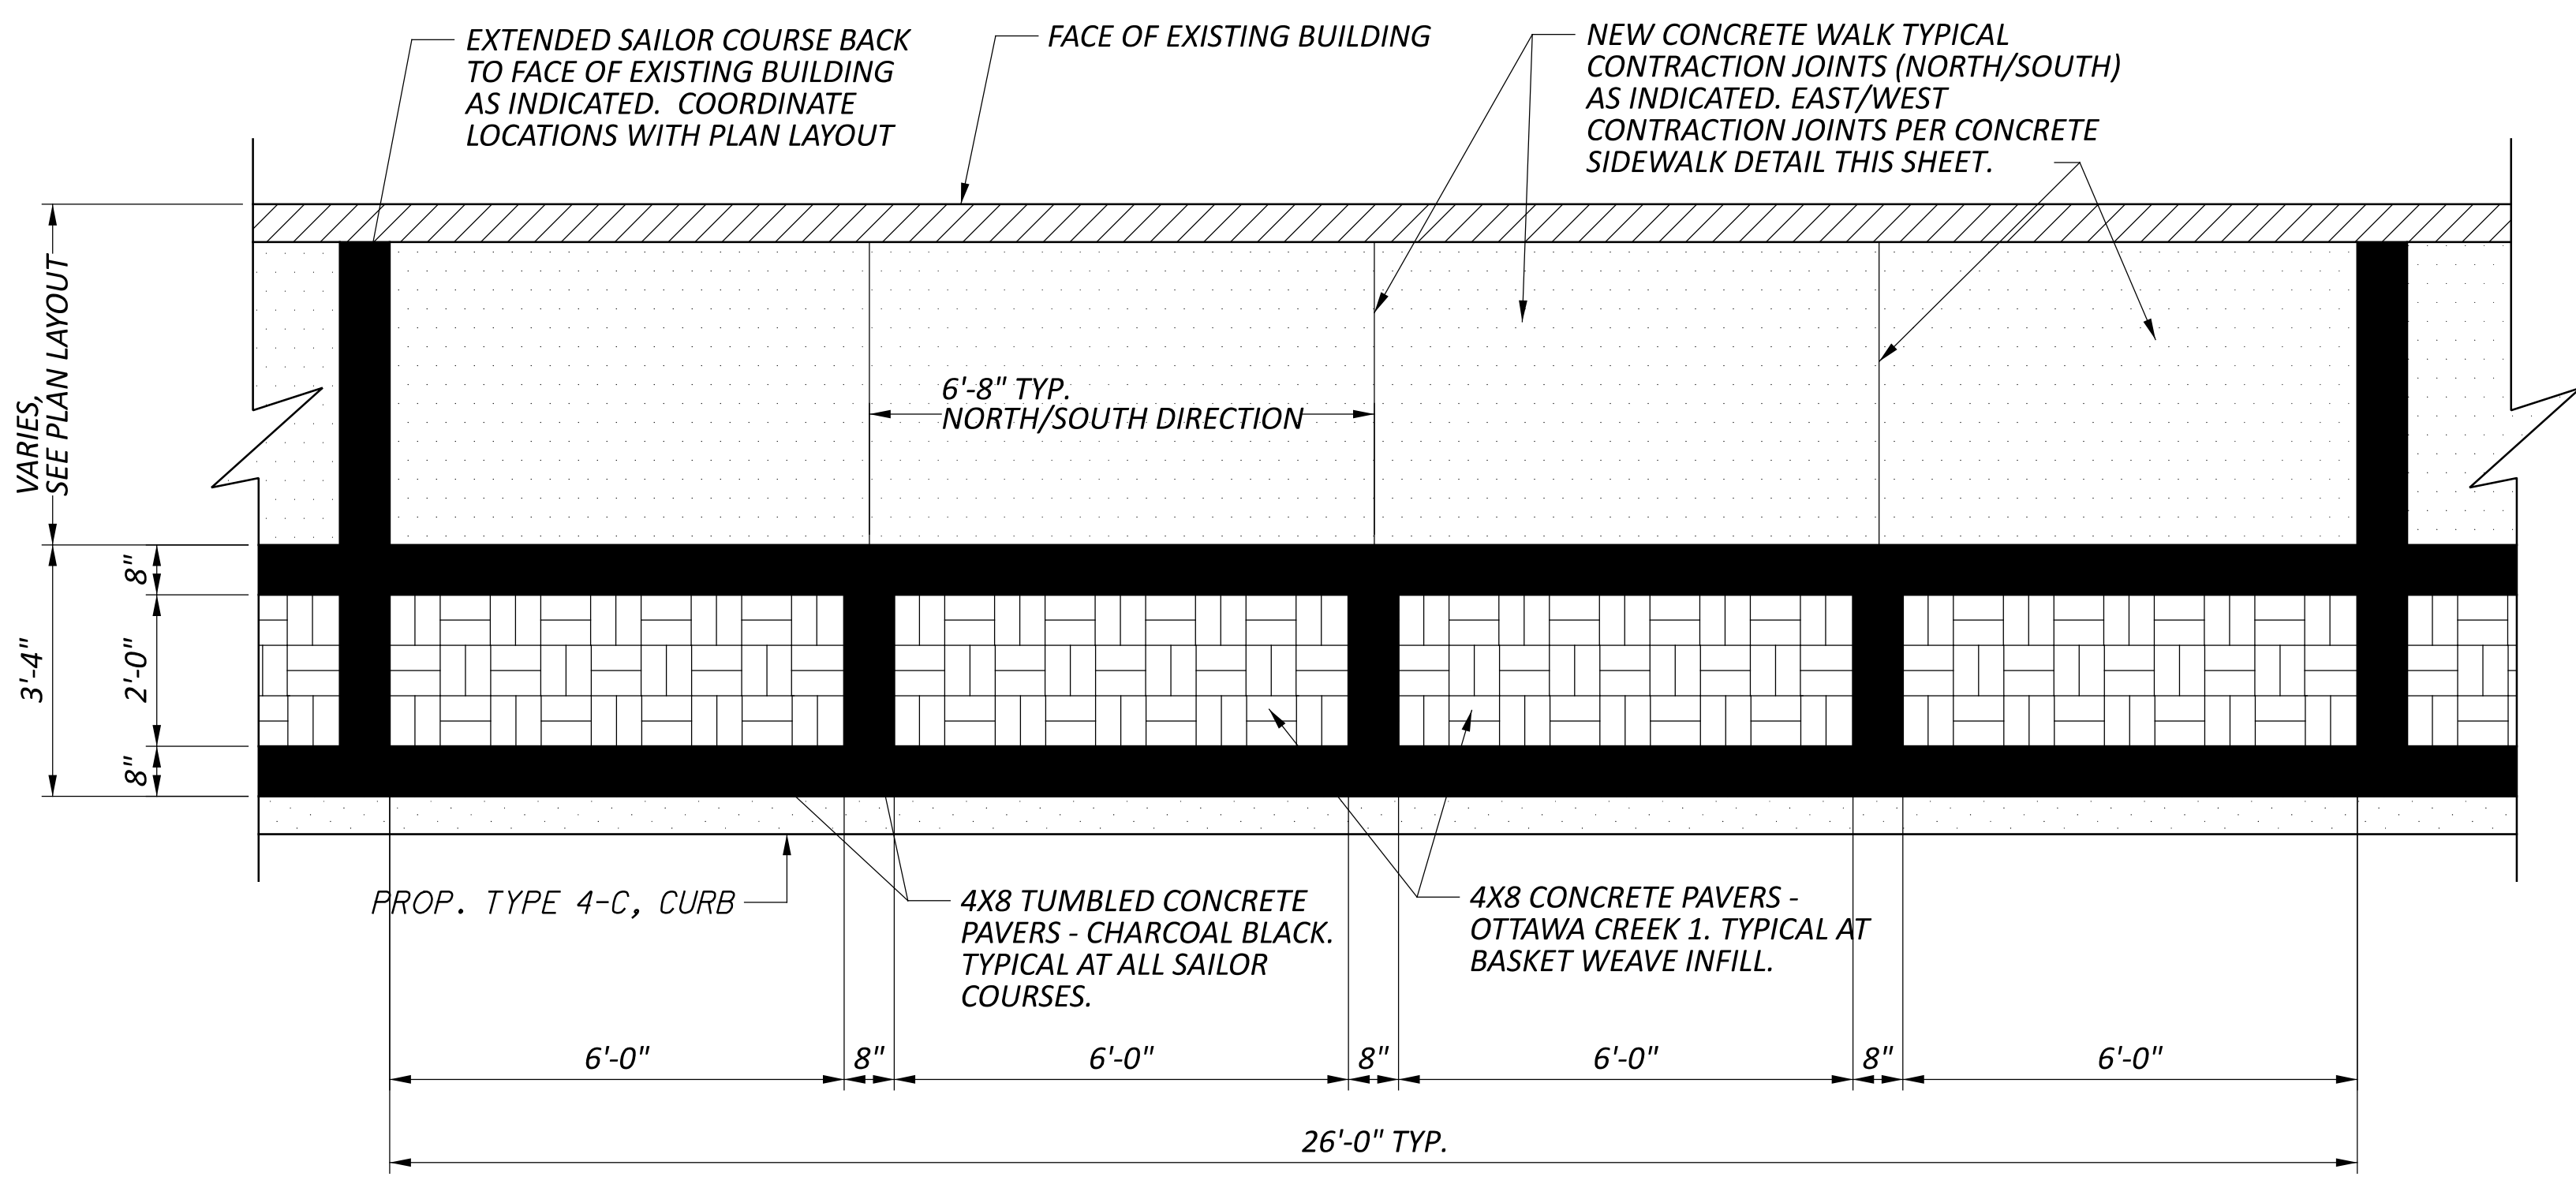 EXTENDED SAILOR COURSE BACK
TO FACE OF EXISTING BUILDING
AS INDICATED. COORDINATE
LOCATIONS WITH PLAN LAYOUT
FACE OF EXISTING BUILDING
NEW CONCRETE WALK TYPICAL
CONTRACTION JOINTS (NORTH/SOUTH)
AS INDICATED. EAST/WEST
CONTRACTION JOINTS PER CONCRETE
SIDEWALK DETAIL THIS SHEET.
VARIES,
SEE PLAN LAYOUT
6'-8" TYP.
NORTH/SOUTH DIRECTION
3'-4"
8"
2'-0"
8"
PROP. TYPE 4-C, CURB
4X8 TUMBLED CONCRETE
PAVERS - CHARCOAL BLACK.
TYPICAL AT ALL SAILOR
COURSES.
4X8 CONCRETE PAVERS -
OTTAWA CREEK 1. TYPICAL AT
BASKET WEAVE INFILL.
6'-0"
8"
6'-0"
8"
6'-0"
8"
6'-0"
26'-0" TYP.